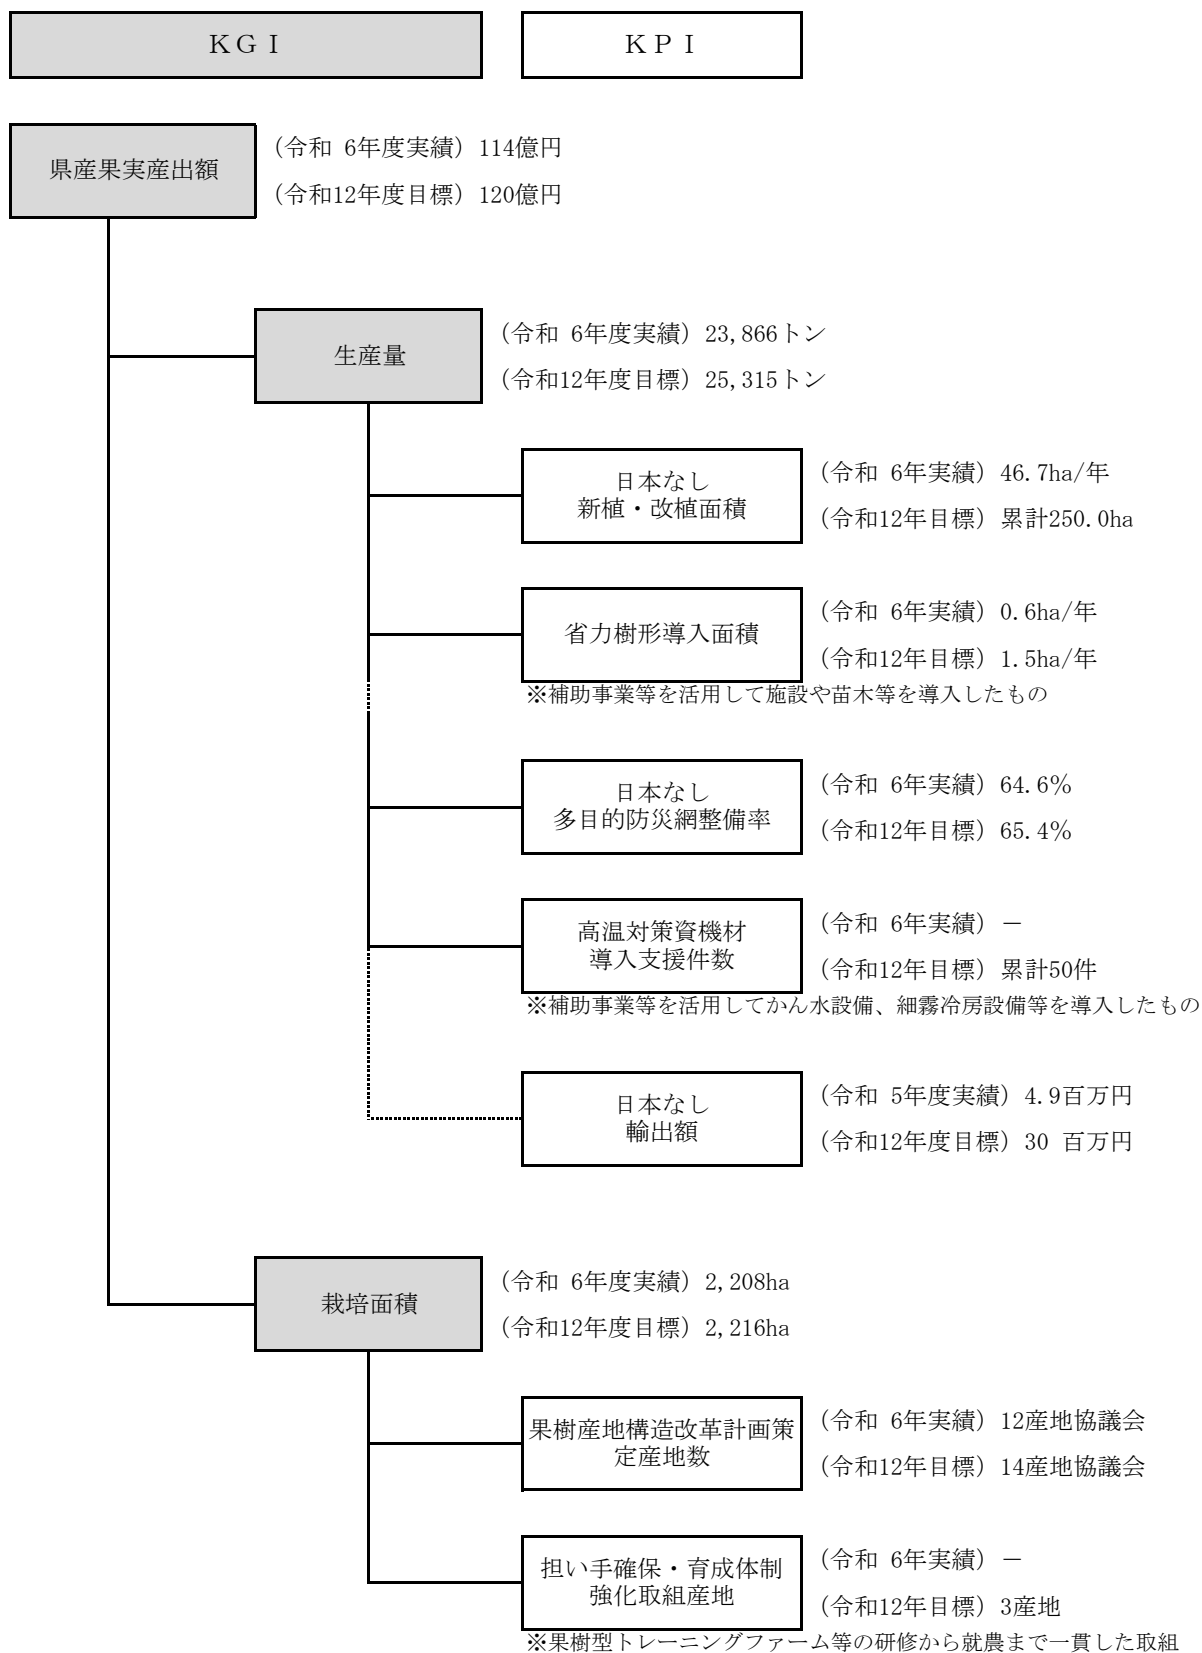 ＫＧＩ
ＫＰＩ
県産果実産出額
（令和 6年度実績）114億円
（令和12年度目標）120億円
生産量
（令和 6年度実績）23,866トン
（令和12年度目標）25,315トン
日本なし
新植・改植面積
（令和 6年実績）46.7ha/年
（令和12年目標）累計250.0ha
省力樹形導入面積
（令和 6年実績）0.6ha/年
（令和12年目標）1.5ha/年
※補助事業等を活用して施設や苗木等を導入したもの
日本なし
多目的防災網整備率
（令和 6年実績）64.6％
（令和12年目標）65.4％
高温対策資機材
導入支援件数
（令和 6年実績）－
（令和12年目標）累計50件
※補助事業等を活用してかん水設備、細霧冷房設備等を導入したもの
日本なし
輸出額
（令和 5年度実績）4.9百万円
（令和12年度目標）30 百万円
栽培面積
（令和 6年度実績）2,208ha
（令和12年度目標）2,216ha
果樹産地構造改革計画策
定産地数
（令和 6年実績）12産地協議会
（令和12年目標）14産地協議会
担い手確保・育成体制
強化取組産地
（令和 6年実績）－
（令和12年目標）3産地
※果樹型トレーニングファーム等の研修から就農まで一貫した取組